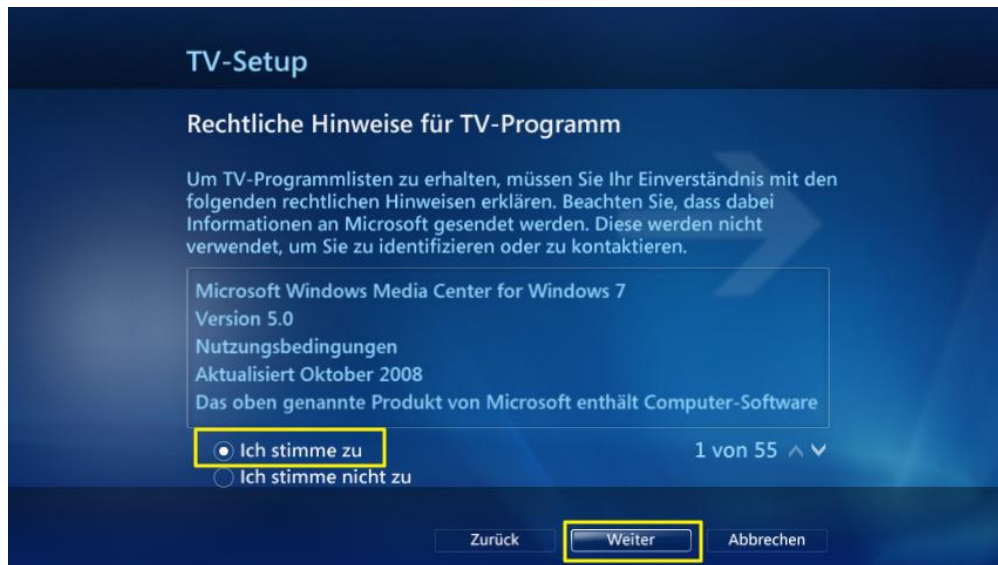 TV-Setup
Rechtliche Hinweise für TV-Programm
Um TV-Programmlisten zu erhalten, müssen Sie Ihr Einverständnis mit den
folgenden rechtlichen Hinweisen erklären. Beachten Sie, dass dabei
Informationen an Microsoft gesendet werden. Diese werden nicht
verwendet, um Sie zu identifizieren oder zu kontaktieren.
Microsoft Windows Media Center for Windows 7
Version 5.0
Nutzungsbedingungen
Aktualisiert Oktober 2008
Das oben genannte Produkt von Microsoft enthält Computer-Software
Ich stimme zu
1 von 55
Ich stimme nicht zu
Zurück Weiter Abbrechen